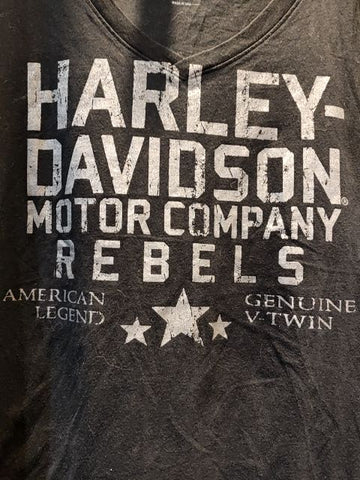 HARLEY-
DAVIDSON®
MOTOR COMPANY
REBELS
AMERICAN
LEGEND
GENUINE
V-TWIN